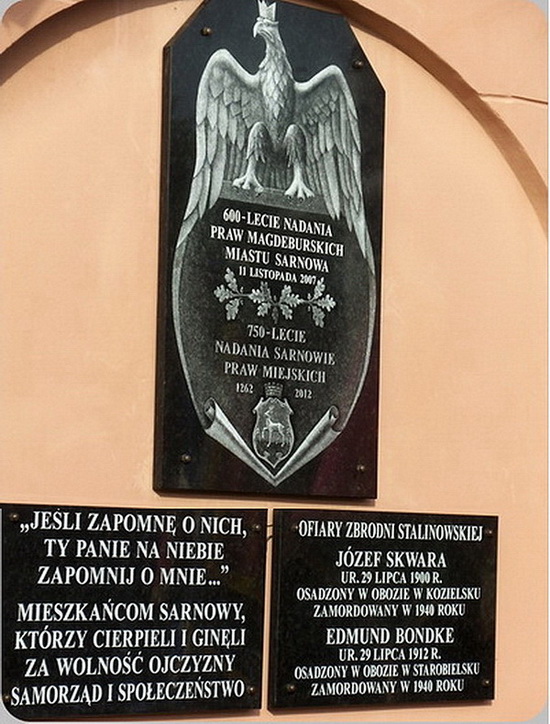 600-LECIE NADANIA
PRAW MAGDEBURSKICH
MIASTU SARNOWA
11 LISTOPADA 2007
750-LECIE
NADANIA SARNOWIE
PRAW MIEJSKICH
1262 2012
„JEŚLI ZAPOMNĘ O NICH,
TY PANIE NA NIEBIE
ZAPOMNIJ O MNIE...”
MIESZKAŃCOM SARNOWY,
KTÓRZY CIERPIELI I GINĘLI
ZA WOLNOŚĆ OJCZYZNY
SAMORZĄD I SPOŁECZEŃSTWO
OFIARY ZBRODNI STALINOWSKIEJ
JÓZEF SKWARA
UR. 29 LIPCA 1900 R.
OSADZONY W OBOZIE W KOZIELSKU
ZAMORDOWANY W 1940 ROKU
EDMUND BONDKE
UR. 29 LIPCA 1912 R.
OSADZONY W OBOZIE W STAROBIELSKU
ZAMORDOWANY W 1940 ROKU